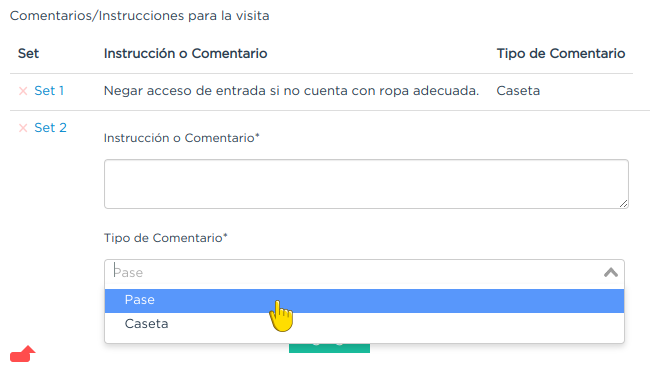 Comentarios/Instrucciones para la visita
Set Instrucción o Comentario Tipo de Comentario
Set 1 Negar acceso de entrada si no cuenta con ropa adecuada. Caseta
Set 2
Instrucción o Comentario*
Tipo de Comentario*
Pase
Pase
Caseta